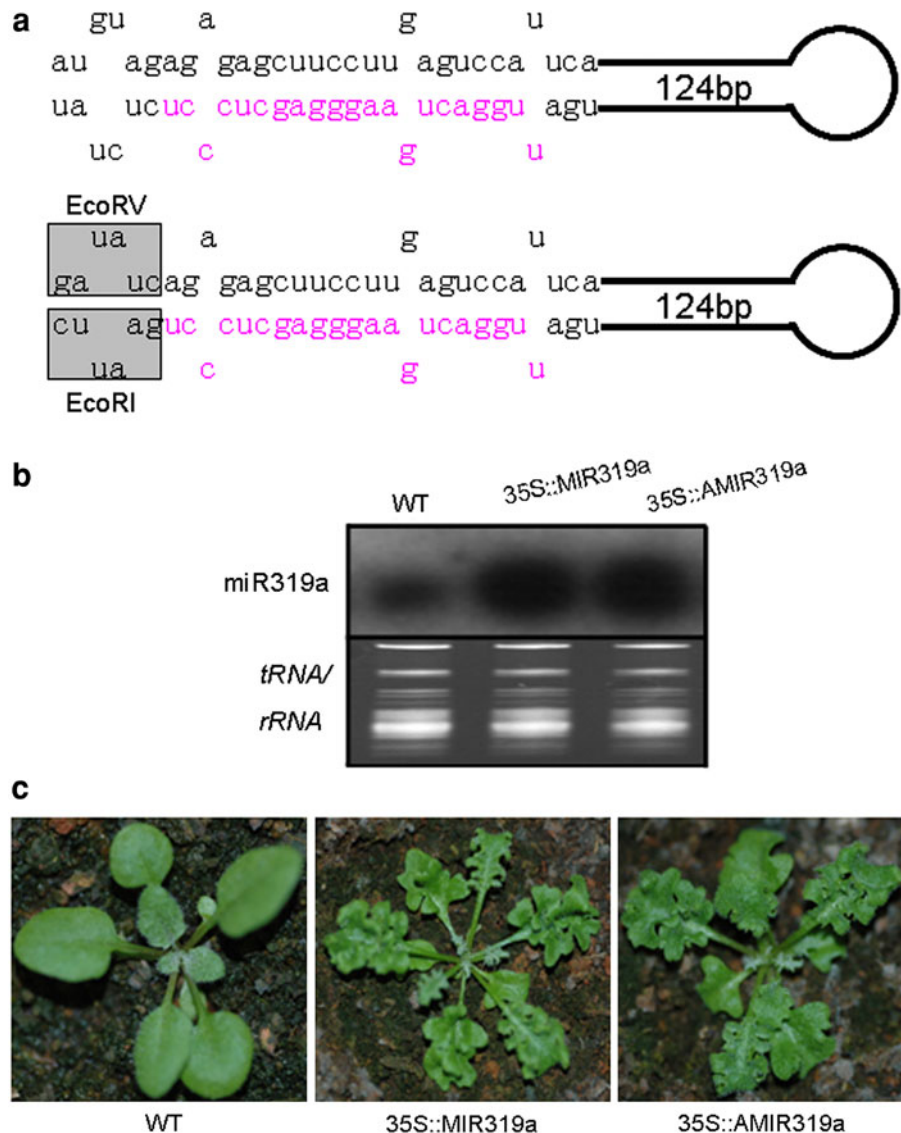 a
gu a g u
au agag gagcuuccuu agucca uca
124bp
ua ucuc cucgagggaa ucaggu agu
uc c g u
EcoRV
ua a g u
ga ucag gagcuuccuu agucca uca
124bp
cu aguc cucgagggaa ucaggu agu
ua c g u
EcoRI
b
WT 35S::MIR319a 35S::AMIR319a
miR319a
tRNA/
rRNA
c
WT 35S::MIR319a 35S::AMIR319a